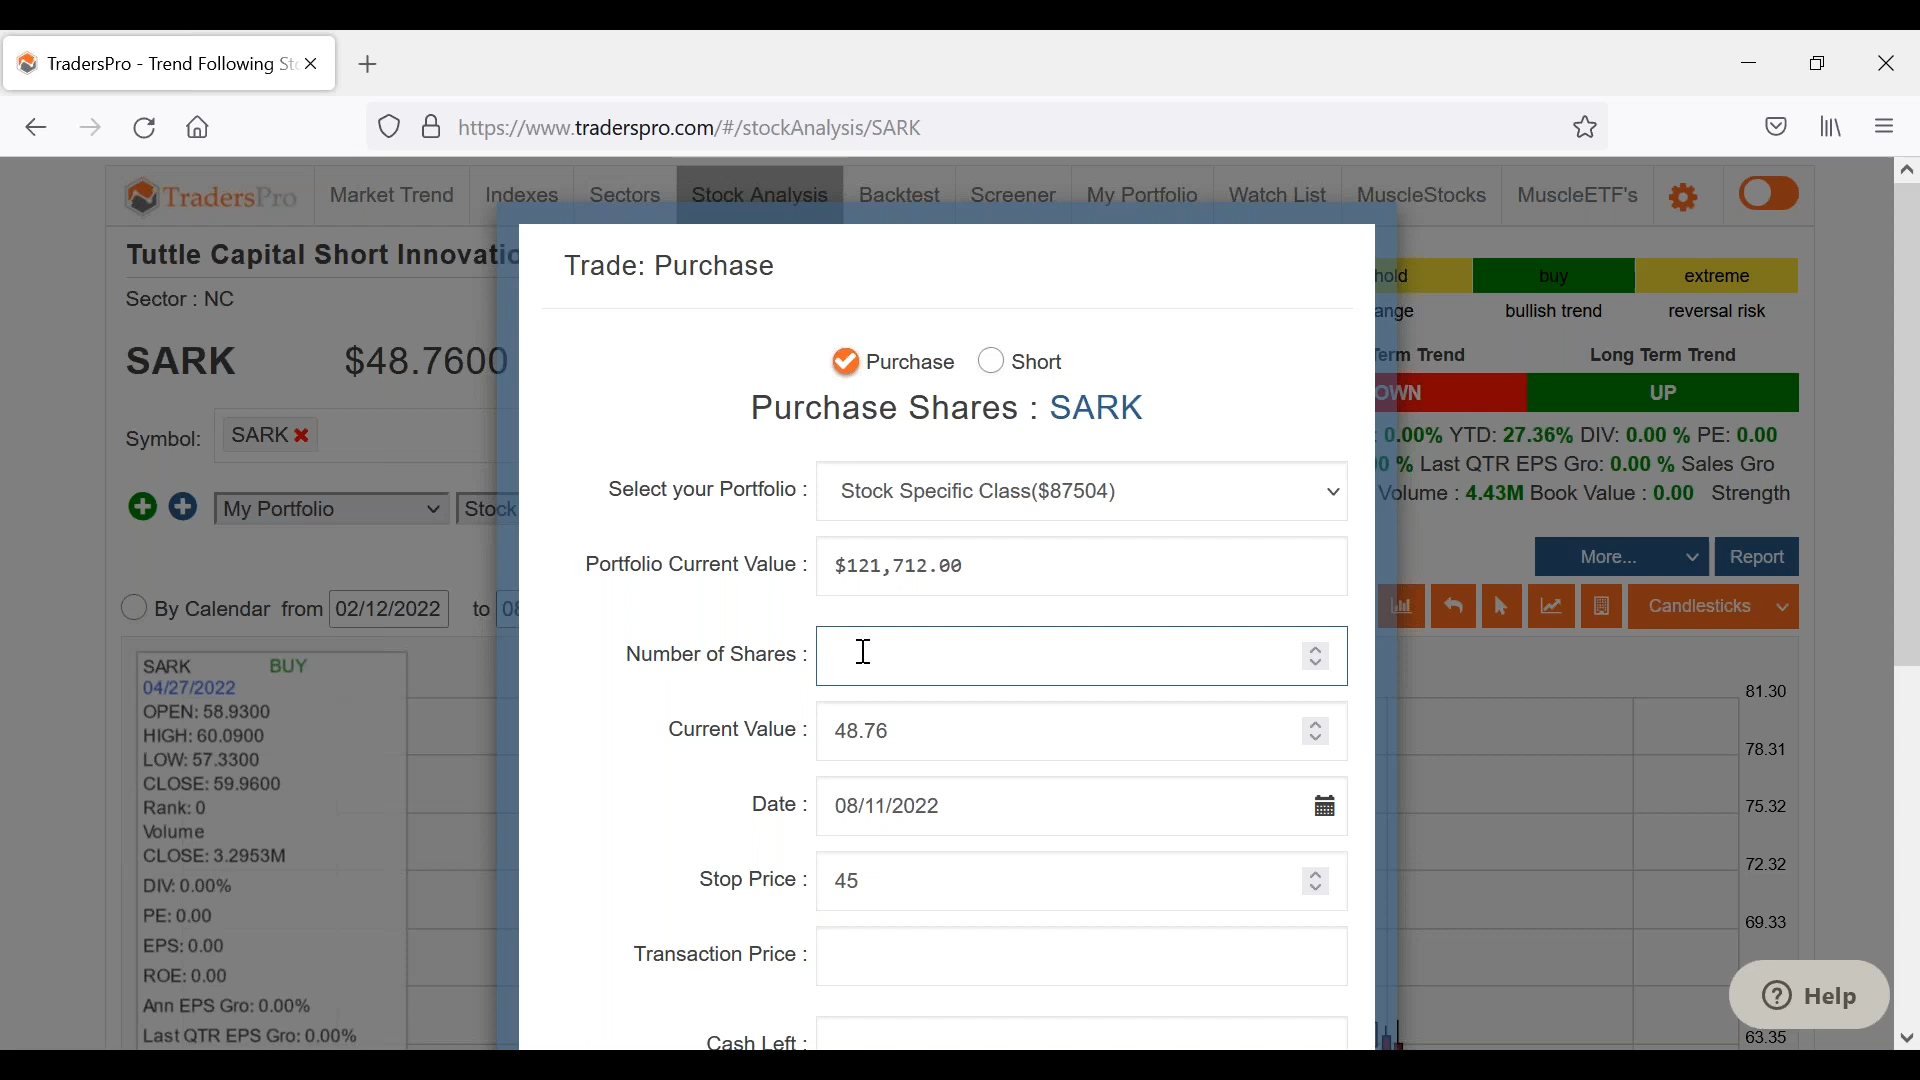 TradersPro - Trend Following Sto
https://www.traderspro.com/#/stockAnalysis/SARK
TradersPro Market Trend Indexes Sectors Stock Analysis Backtest Screener My Portfolio Watch List MuscleStocks MuscleETF's
Tuttle Capital Short Innovatio
hold buy extreme
Sector : NC
ange bullish trend reversal risk
SARK $48.7600
Term Trend Long Term Trend
OWN UP
Symbol: SARK
0.00% YTD: 27.36% DIV: 0.00 % PE: 0.00
0 % Last QTR EPS Gro: 0.00 % Sales Gro
Volume : 4.43M Book Value : 0.00 Strength
My Portfolio Stock
More... Report
By Calendar from 02/12/2022 to 08
Candlesticks
SARK BUY
04/27/2022
OPEN: 58.9300
HIGH: 60.0900
LOW: 57.3300
CLOSE: 59.9600
Rank: 0
Volume
CLOSE: 3.2953M
DIV: 0.00%
PE: 0.00
EPS: 0.00
ROE: 0.00
Ann EPS Gro: 0.00%
Last QTR EPS Gro: 0.00%
Trade: Purchase
Purchase Short
Purchase Shares : SARK
Select your Portfolio : Stock Specific Class($87504)
Portfolio Current Value : $121,712.00
Number of Shares :
Current Value : 48.76
Date : 08/11/2022
Stop Price : 45
Transaction Price :
Cash Left :
81.30
78.31
75.32
72.32
69.33
63.35
Help